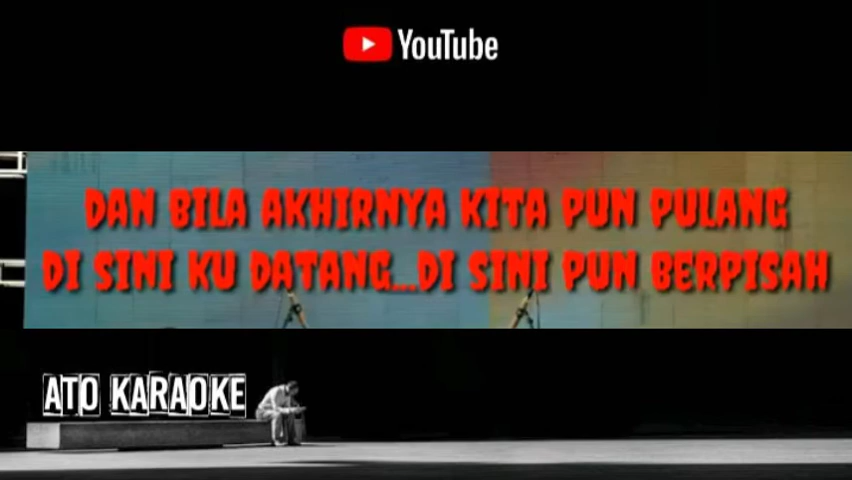 YouTube
DAN BILA AKHIRNYA KITA PUN PULANG
DI SINI KU DATANG...DI SINI PUN BERPISAH
ATO KARAOKE